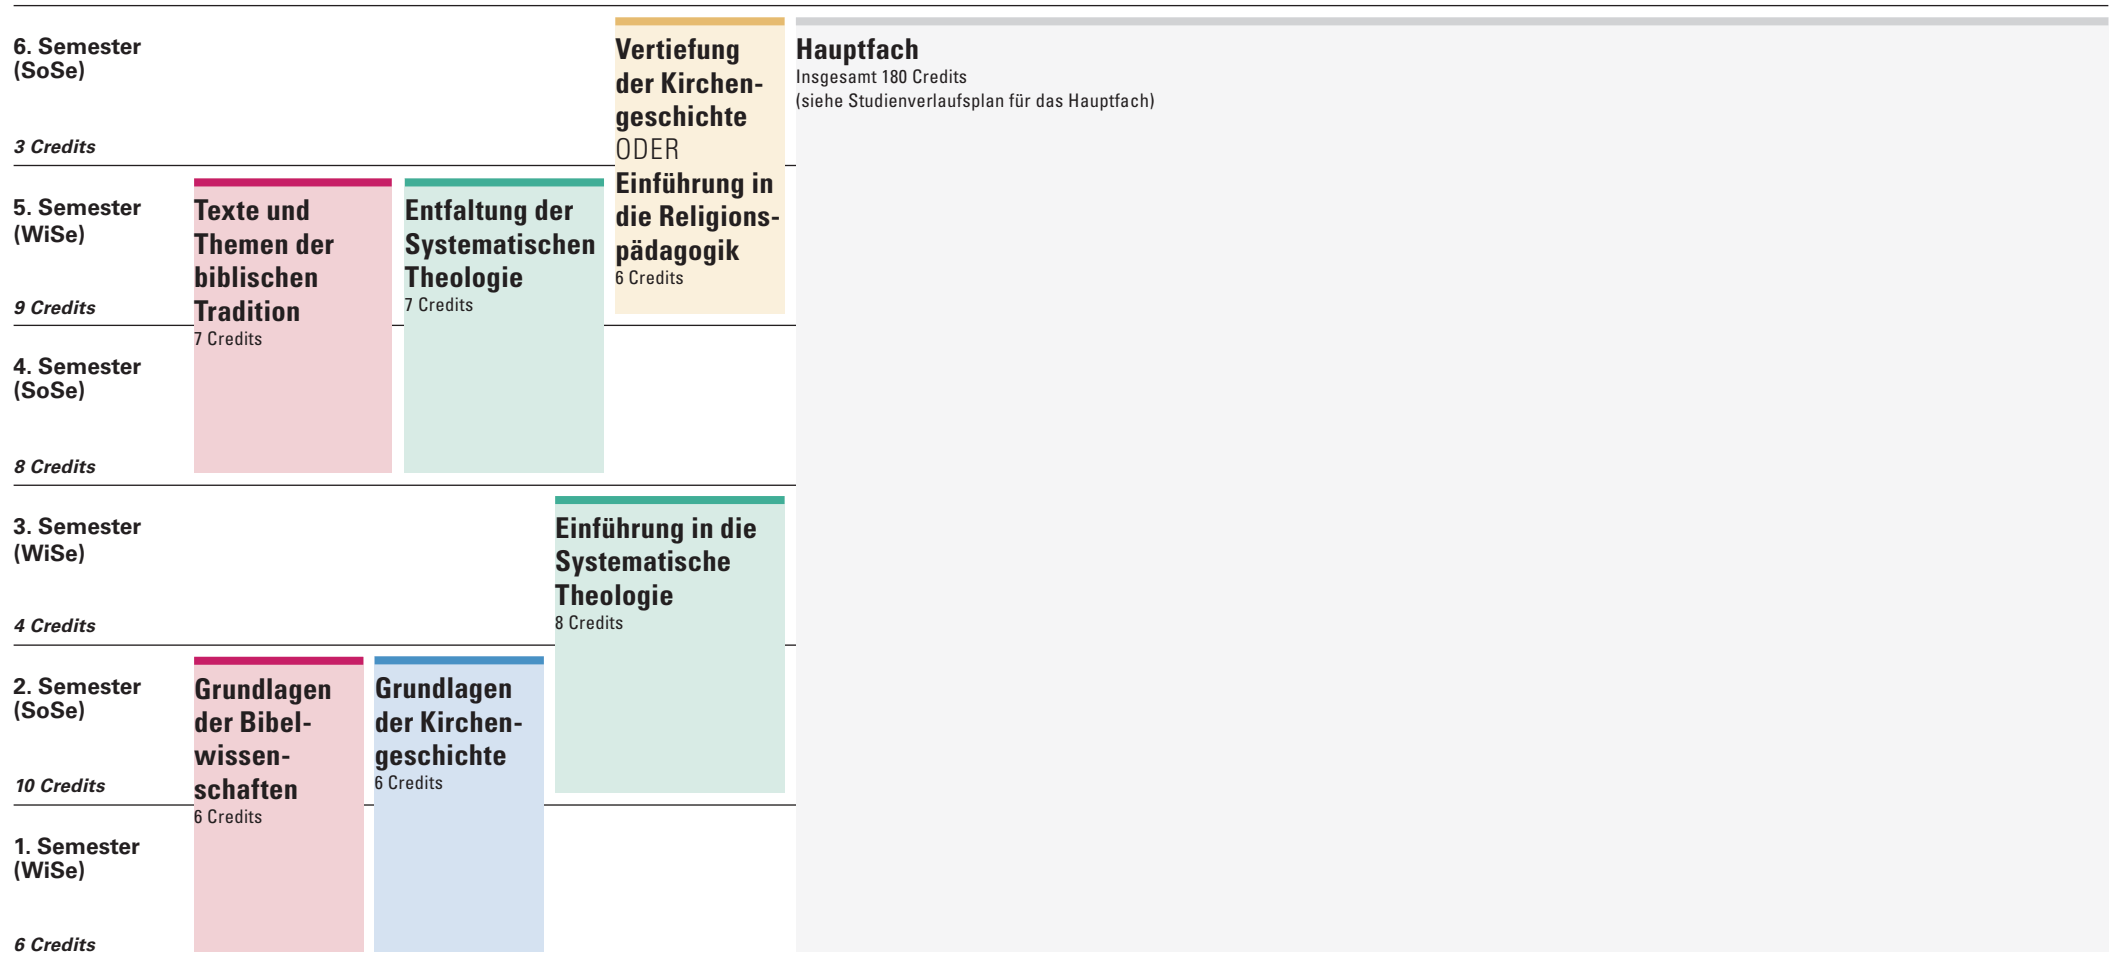 6. Semester
(SoSe)
3 Credits
Vertiefung
der Kirchen-
geschichte
ODER
Einführung in
die Religions-
pädagogik
6 Credits
Hauptfach
Insgesamt 180 Credits
(siehe Studienverlaufsplan für das Hauptfach)
5. Semester
(WiSe)
9 Credits
Texte und
Themen der
biblischen
Tradition
7 Credits
Entfaltung der
Systematischen
Theologie
7 Credits
4. Semester
(SoSe)
8 Credits
3. Semester
(WiSe)
4 Credits
Einführung in die
Systematische
Theologie
8 Credits
2. Semester
(SoSe)
10 Credits
Grundlagen
der Bibel-
wissen-
schaften
6 Credits
Grundlagen
der Kirchen-
geschichte
6 Credits
1. Semester
(WiSe)
6 Credits